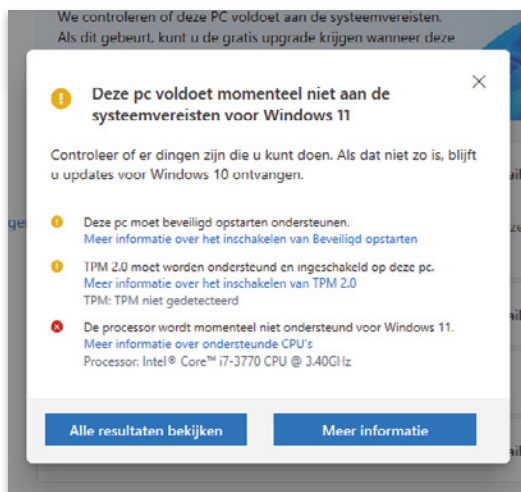 We controleren of deze PC voldoet aan de systeemvereisten.
Als dit gebeurt, kunt u de gratis upgrade krijgen wanneer deze
Deze pc voldoet momenteel niet aan de
systeemvereisten voor Windows 11
Controleer of er dingen zijn die u kunt doen. Als dat niet zo is, blijft
u updates voor Windows 10 ontvangen.
Deze pc moet beveiligd opstarten ondersteunen.
Meer informatie over het inschakelen van Beveiligd opstarten
TPM 2.0 moet worden ondersteund en ingeschakeld op deze pc.
Meer informatie over het inschakelen van TPM 2.0
TPM: TPM niet gedetecteerd
De processor wordt momenteel niet ondersteund voor Windows 11.
Meer informatie over ondersteunde CPU's
Processor: Intel® Core™ i7-3770 CPU @ 3.40GHz
Alle resultaten bekijken
Meer informatie